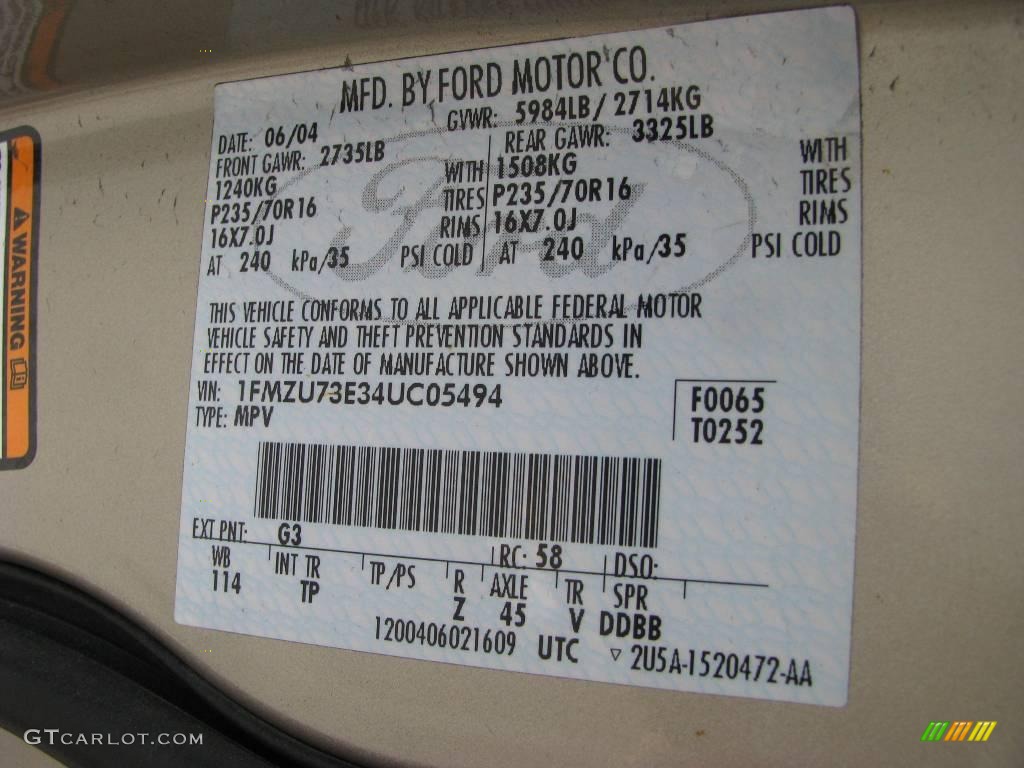 MFD. BY FORD MOTOR CO.
DATE: 06/04 GVWR: 5984LB/ 2714KG
FRONT GAWR: 2735LB REAR GAWR: 3325LB
1240KG WITH 1508KG WITH
P235/70R16 TIRES P235/70R16 TIRES
16X7.0J RIMS 16X7.0J RIMS
AT 240 kPa/35 PSI COLD AT 240 kPa/35 PSI COLD
Ford
THIS VEHICLE CONFORMS TO ALL APPLICABLE FEDERAL MOTOR
VEHICLE SAFETY AND THEFT PREVENTION STANDARDS IN
EFFECT ON THE DATE OF MANUFACTURE SHOWN ABOVE.
VIN: 1FMZU73E34UC05494 F0065
TYPE: MPV T0252
EXT PNT: G3 RC: 58 DSO:
WB INT TR TP/PS R AXLE TR SPR
114 TP Z 45 V DDBB
1200406021609 UTC ▽ 2U5A-1520472-AA
WARNING
GTCARLOT.COM